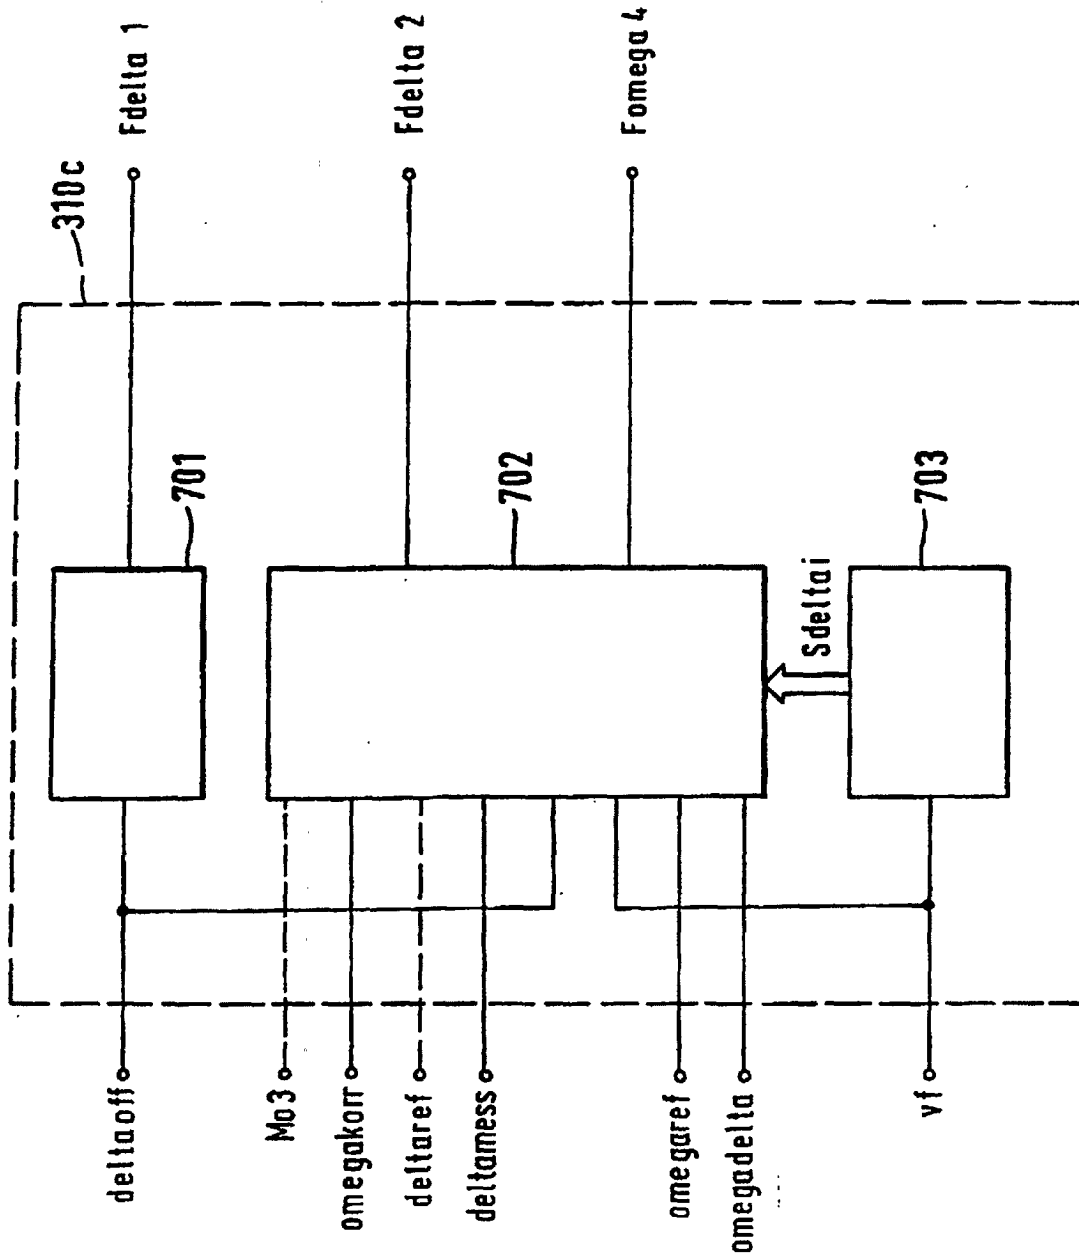 310c
Fdelta 1
Fdelta 2
Fomega 4
701
702
703
Sdeltai
deltaoff
Mo3
omegakorr
deltaref
deltamess
omegaref
omegadelta
vf